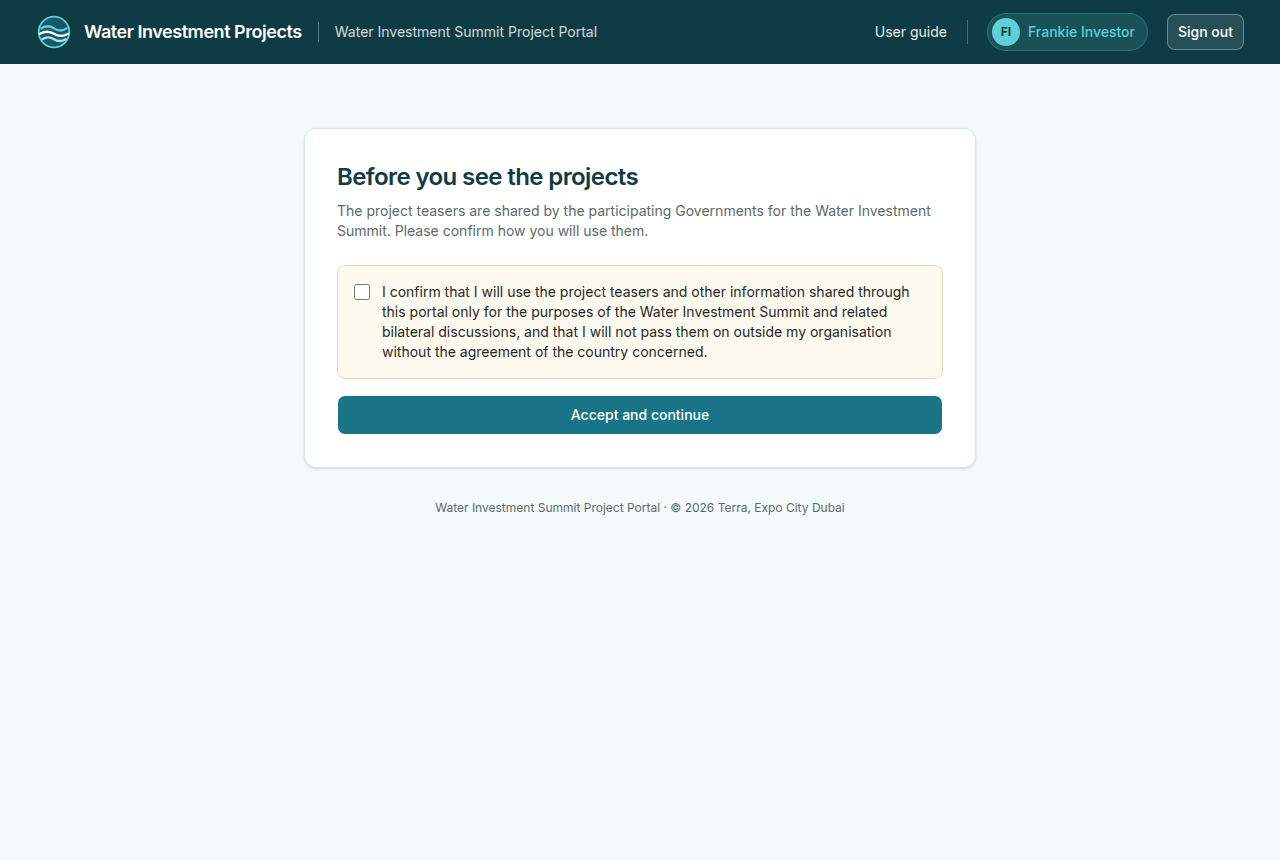 Water Investment Projects
Water Investment Summit Project Portal
User guide
FI
Frankie Investor
Sign out
Before you see the projects
The project teasers are shared by the participating Governments for the Water Investment
Summit. Please confirm how you will use them.
I confirm that I will use the project teasers and other information shared through
this portal only for the purposes of the Water Investment Summit and related
bilateral discussions, and that I will not pass them on outside my organisation
without the agreement of the country concerned.
Accept and continue
Water Investment Summit Project Portal · © 2026 Terra, Expo City Dubai